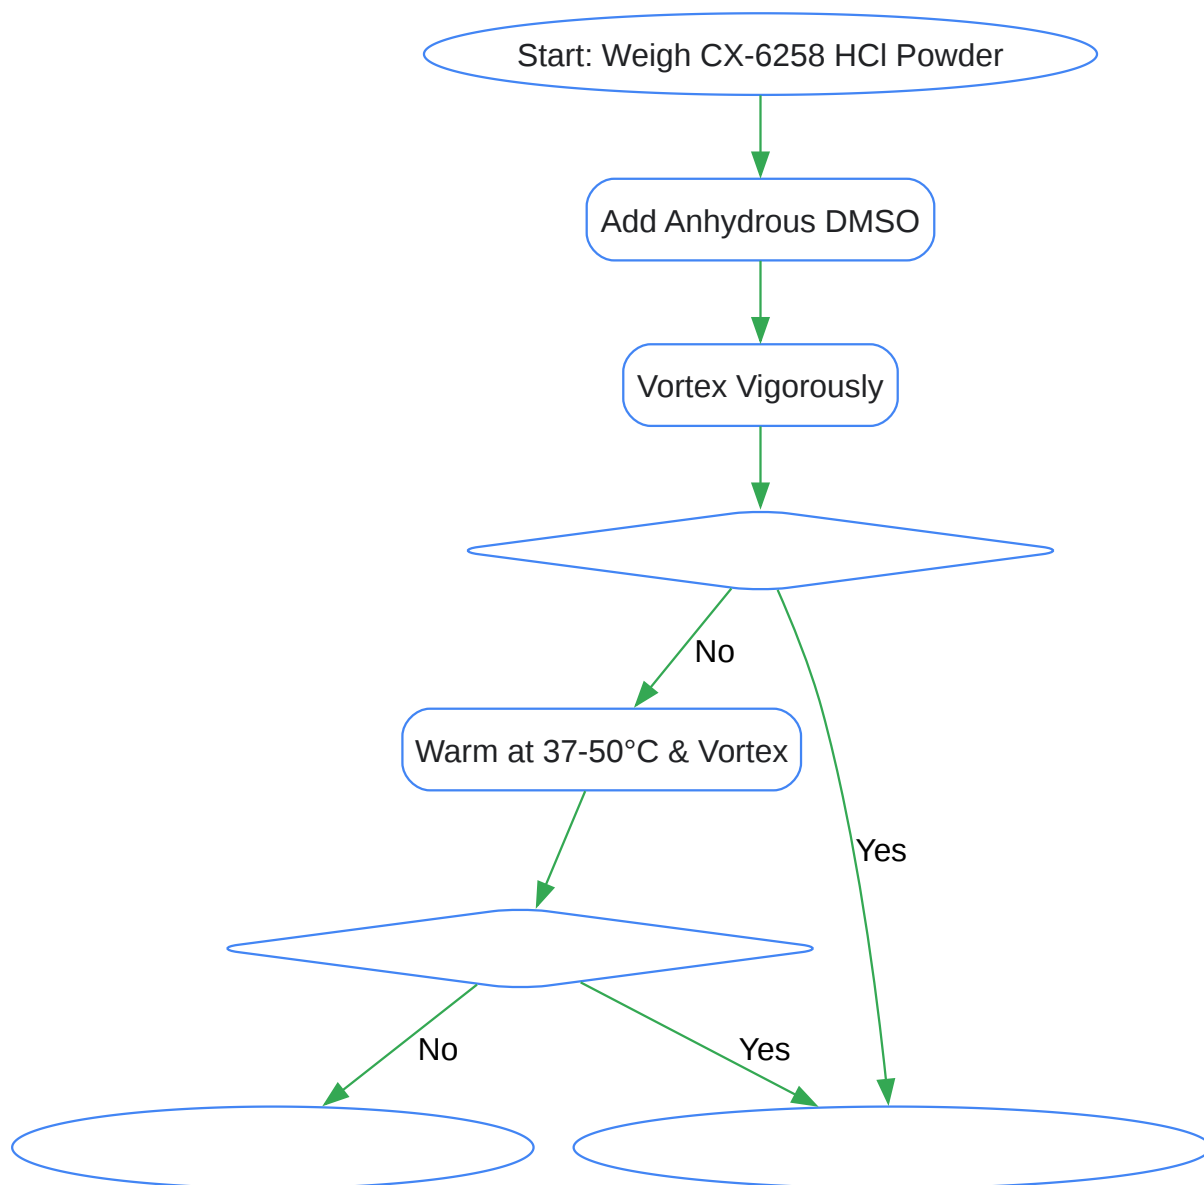 Start: Weigh CX-6258 HCl Powder
Add Anhydrous DMSO
Vortex Vigorously
No
Warm at 37-50°C & Vortex
Yes
No
Yes